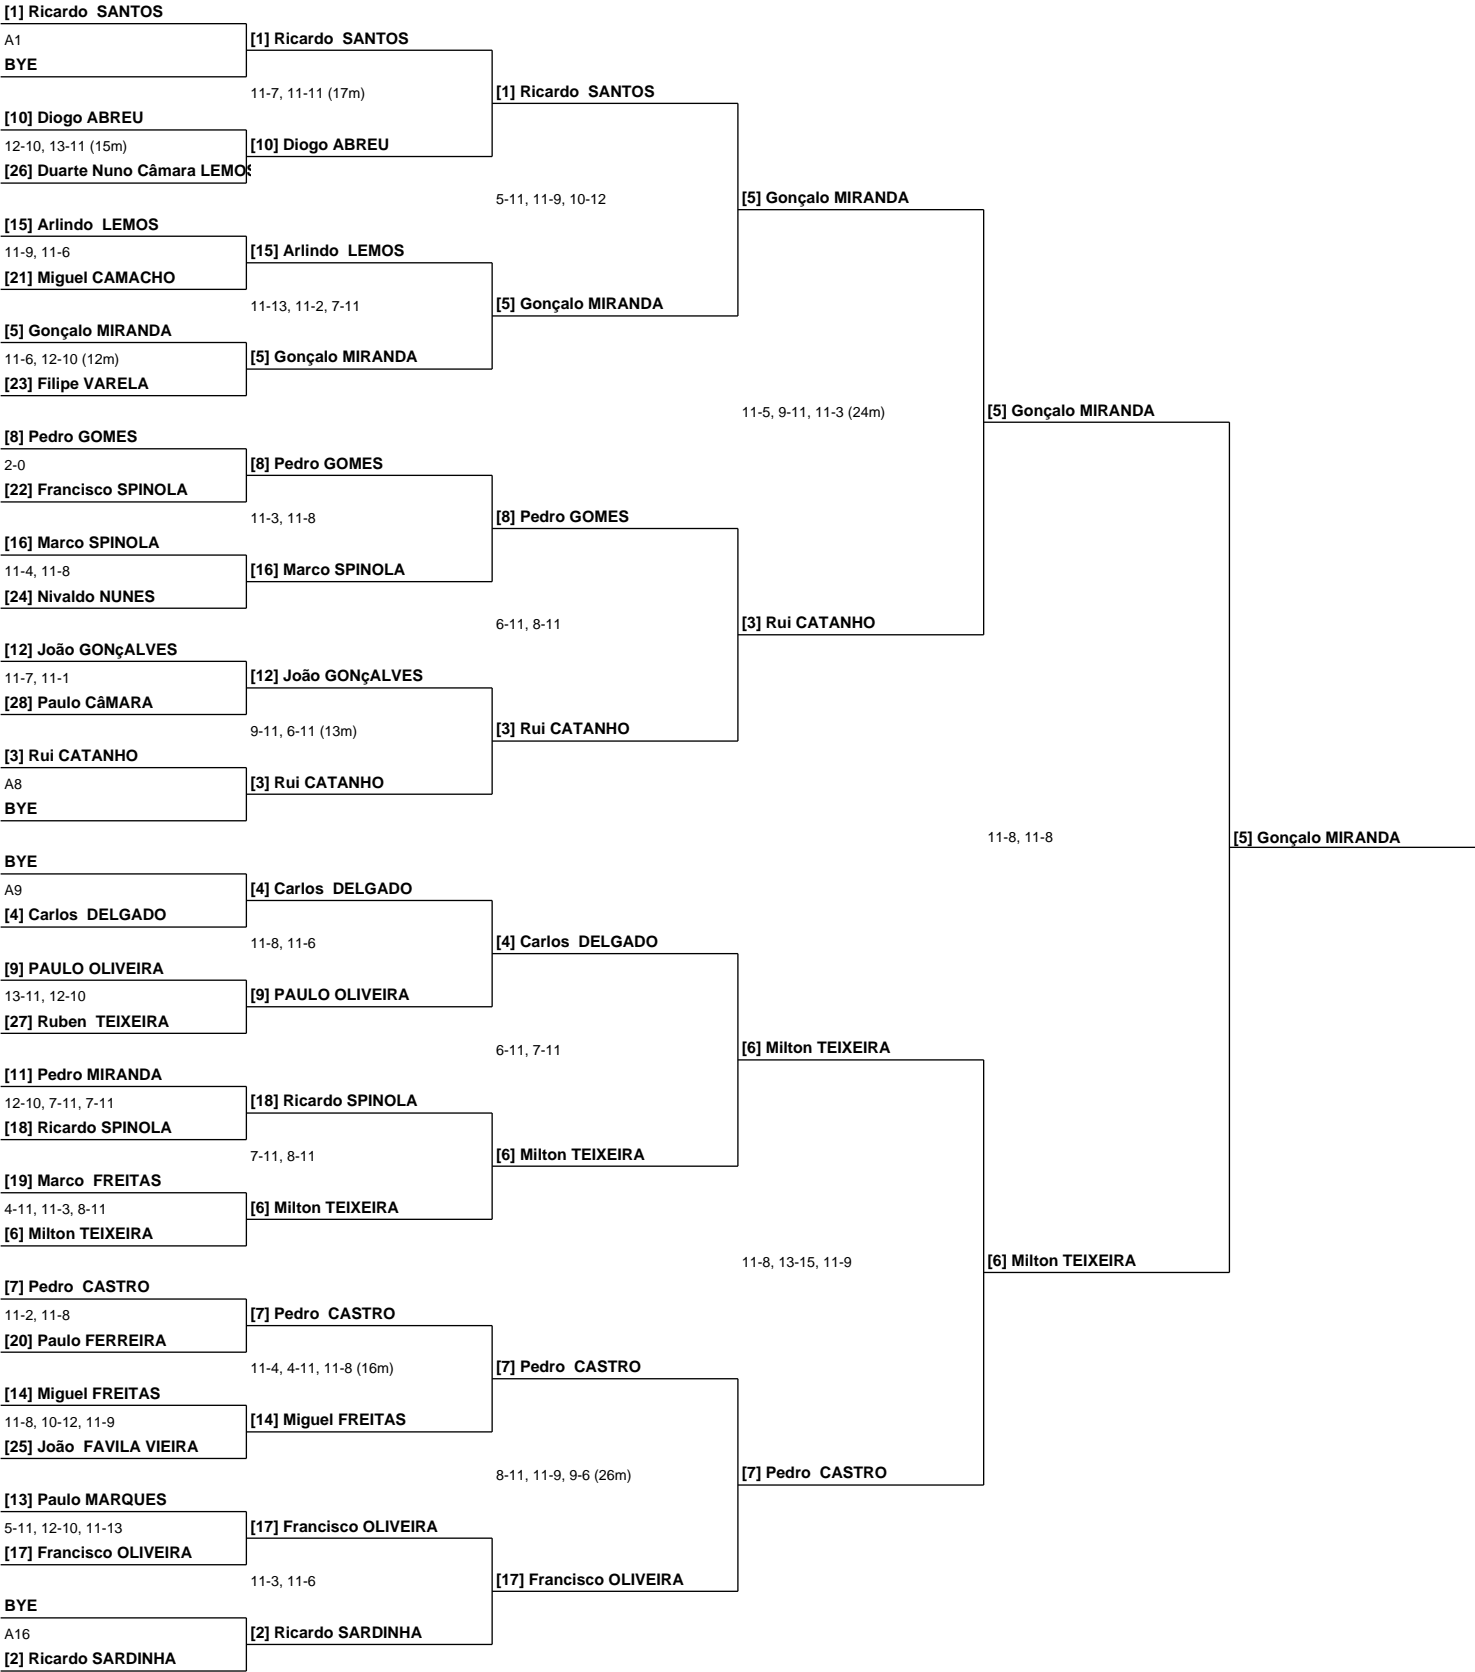 [1] Ricardo  SANTOS
A1
[1] Ricardo  SANTOS
BYE
11-7, 11-11 (17m)
[1] Ricardo  SANTOS
[10] Diogo ABREU
12-10, 13-11 (15m)
[10] Diogo ABREU
[26] Duarte Nuno Câmara LEMOS
5-11, 11-9, 10-12
[5] Gonçalo MIRANDA
[15] Arlindo  LEMOS
11-9, 11-6
[15] Arlindo  LEMOS
[21] Miguel CAMACHO
11-13, 11-2, 7-11
[5] Gonçalo MIRANDA
[5] Gonçalo MIRANDA
11-6, 12-10 (12m)
[5] Gonçalo MIRANDA
[23] Filipe VARELA
11-5, 9-11, 11-3 (24m)
[5] Gonçalo MIRANDA
[8] Pedro GOMES
2-0
[8] Pedro GOMES
[22] Francisco SPINOLA
11-3, 11-8
[8] Pedro GOMES
[16] Marco SPINOLA
11-4, 11-8
[16] Marco SPINOLA
[24] Nivaldo NUNES
6-11, 8-11
[3] Rui CATANHO
[12] João GONçALVES
11-7, 11-1
[12] João GONçALVES
[28] Paulo CâMARA
9-11, 6-11 (13m)
[3] Rui CATANHO
[3] Rui CATANHO
A8
[3] Rui CATANHO
BYE
11-8, 11-8
[5] Gonçalo MIRANDA
BYE
A9
[4] Carlos  DELGADO
[4] Carlos  DELGADO
11-8, 11-6
[4] Carlos  DELGADO
[9] PAULO OLIVEIRA
13-11, 12-10
[9] PAULO OLIVEIRA
[27] Ruben  TEIXEIRA
6-11, 7-11
[6] Milton TEIXEIRA
[11] Pedro MIRANDA
12-10, 7-11, 7-11
[18] Ricardo SPINOLA
[18] Ricardo SPINOLA
7-11, 8-11
[6] Milton TEIXEIRA
[19] Marco  FREITAS
4-11, 11-3, 8-11
[6] Milton TEIXEIRA
[6] Milton TEIXEIRA
11-8, 13-15, 11-9
[6] Milton TEIXEIRA
[7] Pedro  CASTRO
11-2, 11-8
[7] Pedro  CASTRO
[20] Paulo FERREIRA
11-4, 4-11, 11-8 (16m)
[7] Pedro  CASTRO
[14] Miguel FREITAS
11-8, 10-12, 11-9
[14] Miguel FREITAS
[25] João  FAVILA VIEIRA
8-11, 11-9, 9-6 (26m)
[7] Pedro  CASTRO
[13] Paulo MARQUES
5-11, 12-10, 11-13
[17] Francisco OLIVEIRA
[17] Francisco OLIVEIRA
11-3, 11-6
[17] Francisco OLIVEIRA
BYE
A16
[2] Ricardo SARDINHA
[2] Ricardo SARDINHA